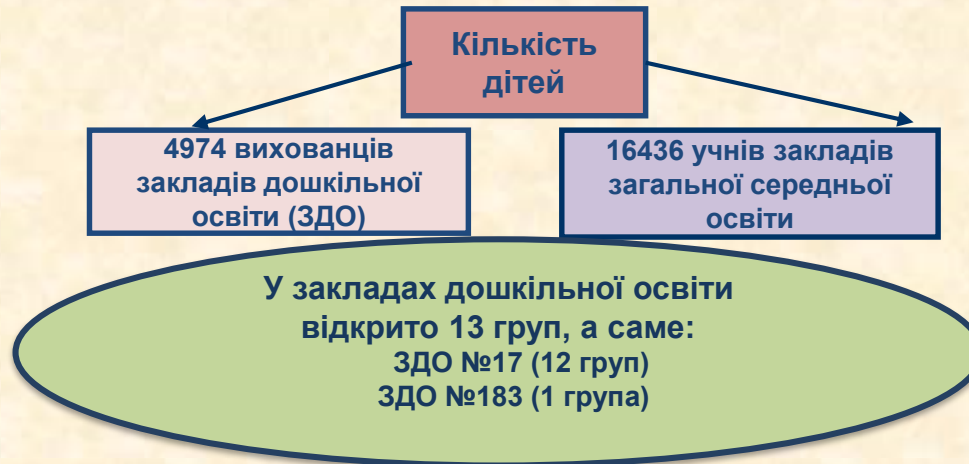 Кількість
дітей
4974 вихованців
закладів дошкільної
освіти (ЗДО)
16436 учнів закладів
загальної середньої
освіти
У закладах дошкільної освіти
відкрито 13 груп, а саме:
ЗДО №17 (12 груп)
ЗДО №183 (1 група)